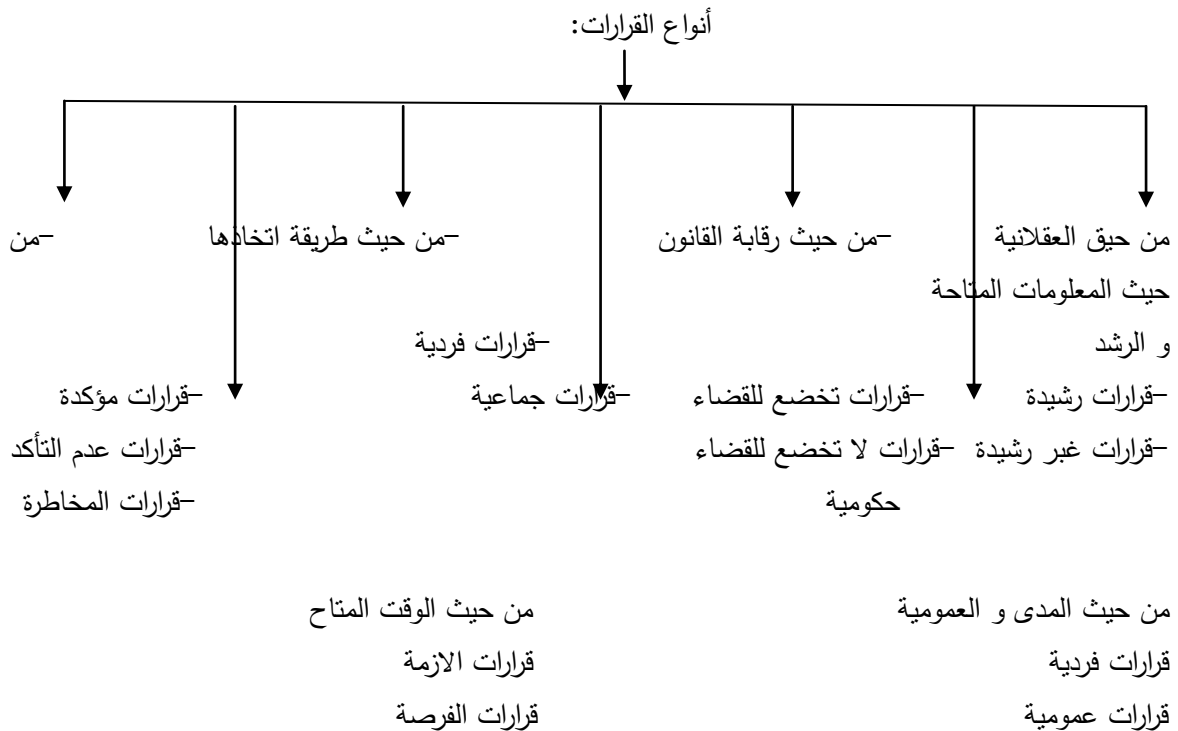 أنواع القرارات:
من حيق العقلانية –من حيث رقابة القانون –من حيث طريقة اتخاذها –من
حيث المعلومات المتاحة
و الرشد –قرارات فردية
–قرارات رشيدة –قرارات تخضع للقضاء –قرارات جماعية –قرارات مؤكدة
–قرارات غبر رشيدة –قرارات لا تخضع للقضاء –قرارات عدم التأكد
حكومية –قرارات المخاطرة
من حيث المدى و العمومية من حيث الوقت المتاح
قرارات فردية قرارات الازمة
قرارات عمومية قرارات الفرصة